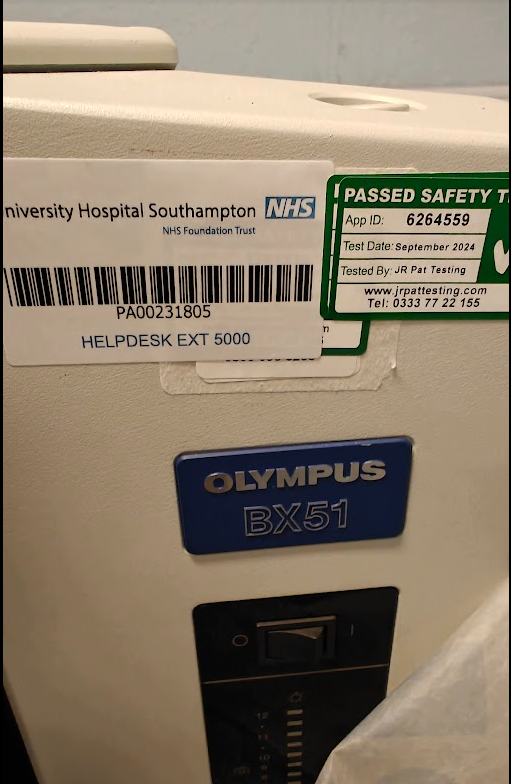 niversity Hospital Southampton NHS
NHS Foundation Trust
PA00231805
HELPDESK EXT 5000
PASSED SAFETY T
App ID: 6264559
Test Date: September 2024
Tested By: JR Pat Testing
www.jrpattesting.com
Tel: 0333 77 22 155
OLYMPUS
BX51